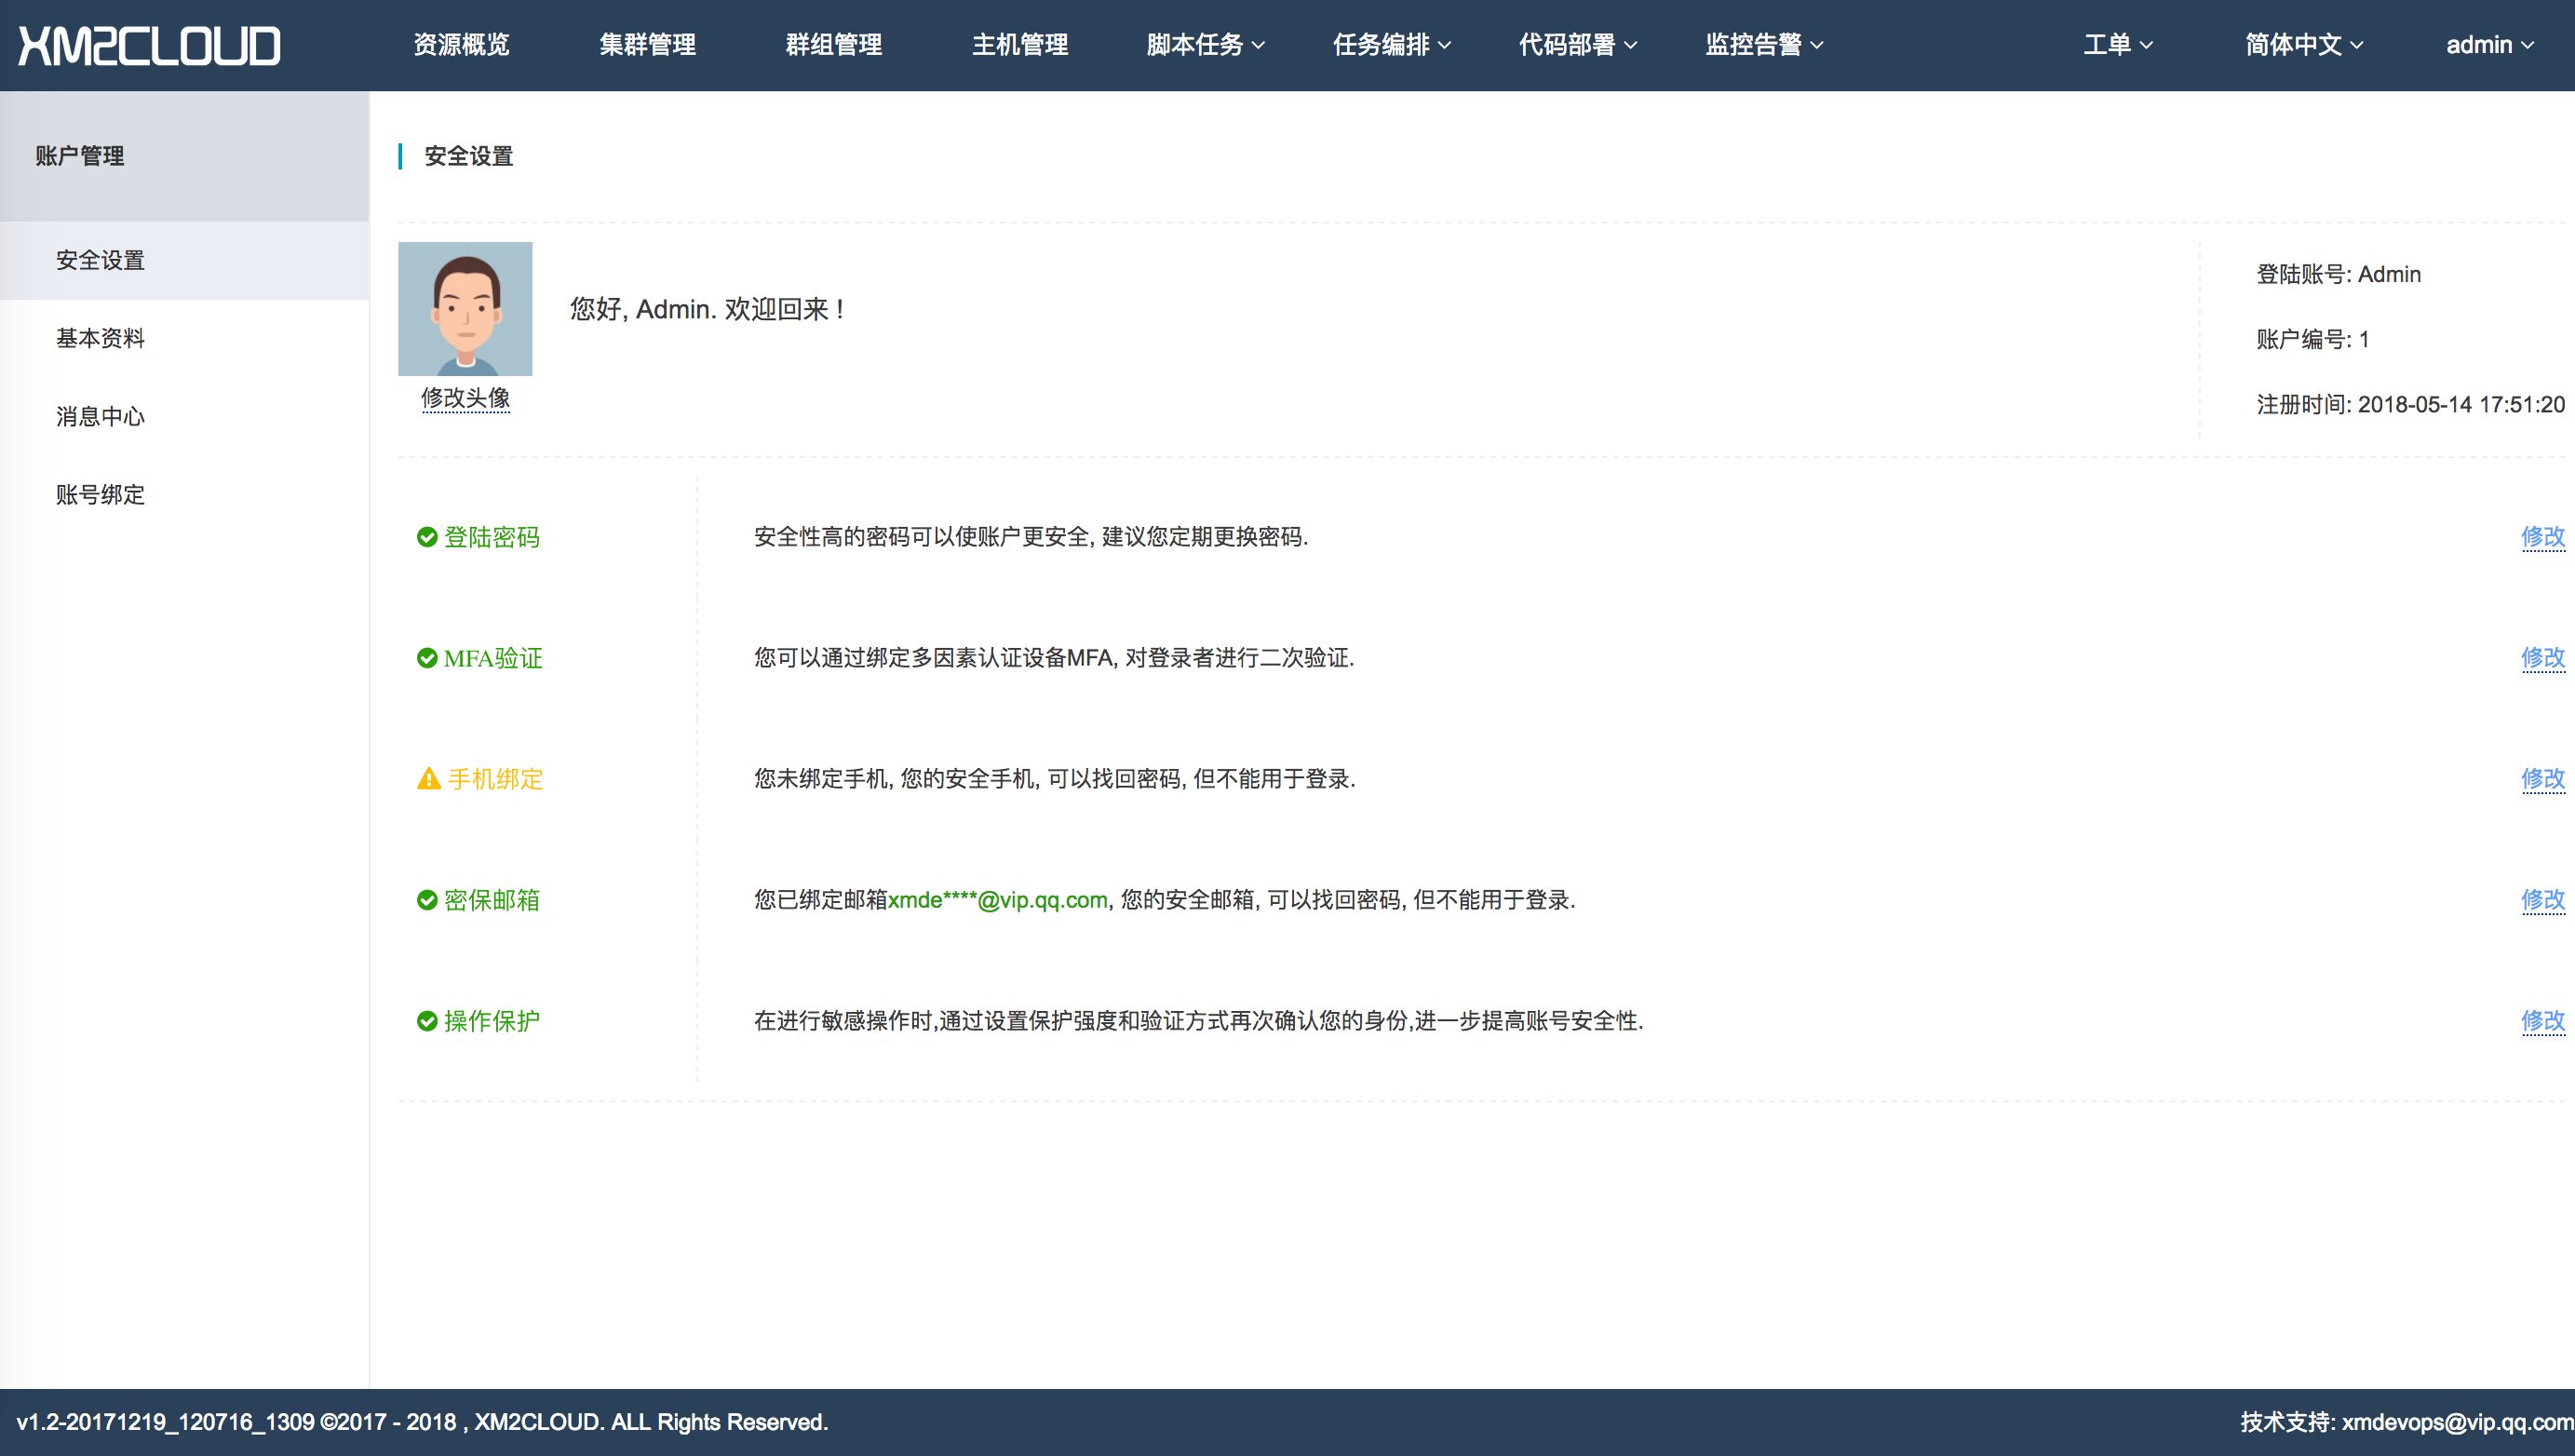 XM2CLOUD 资源概览 集群管理 群组管理 主机管理 脚本任务 任务编排 代码部署 监控告警 工单 简体中文 admin
账户管理
安全设置
基本资料
消息中心
账号绑定
安全设置
您好, Admin. 欢迎回来！
修改头像
登陆账号: Admin
账户编号: 1
注册时间: 2018-05-14 17:51:20
登陆密码 安全性高的密码可以使账户更安全, 建议您定期更换密码. 修改
MFA验证 您可以通过绑定多因素认证设备MFA, 对登录者进行二次验证. 修改
手机绑定 您未绑定手机, 您的安全手机, 可以找回密码, 但不能用于登录. 修改
密保邮箱 您已绑定邮箱xmde****@vip.qq.com, 您的安全邮箱, 可以找回密码, 但不能用于登录. 修改
操作保护 在进行敏感操作时,通过设置保护强度和验证方式再次确认您的身份,进一步提高账号安全性. 修改
v1.2-20171219_120716_1309 ©2017 - 2018 , XM2CLOUD. ALL Rights Reserved. 技术支持: xmdevops@vip.qq.com